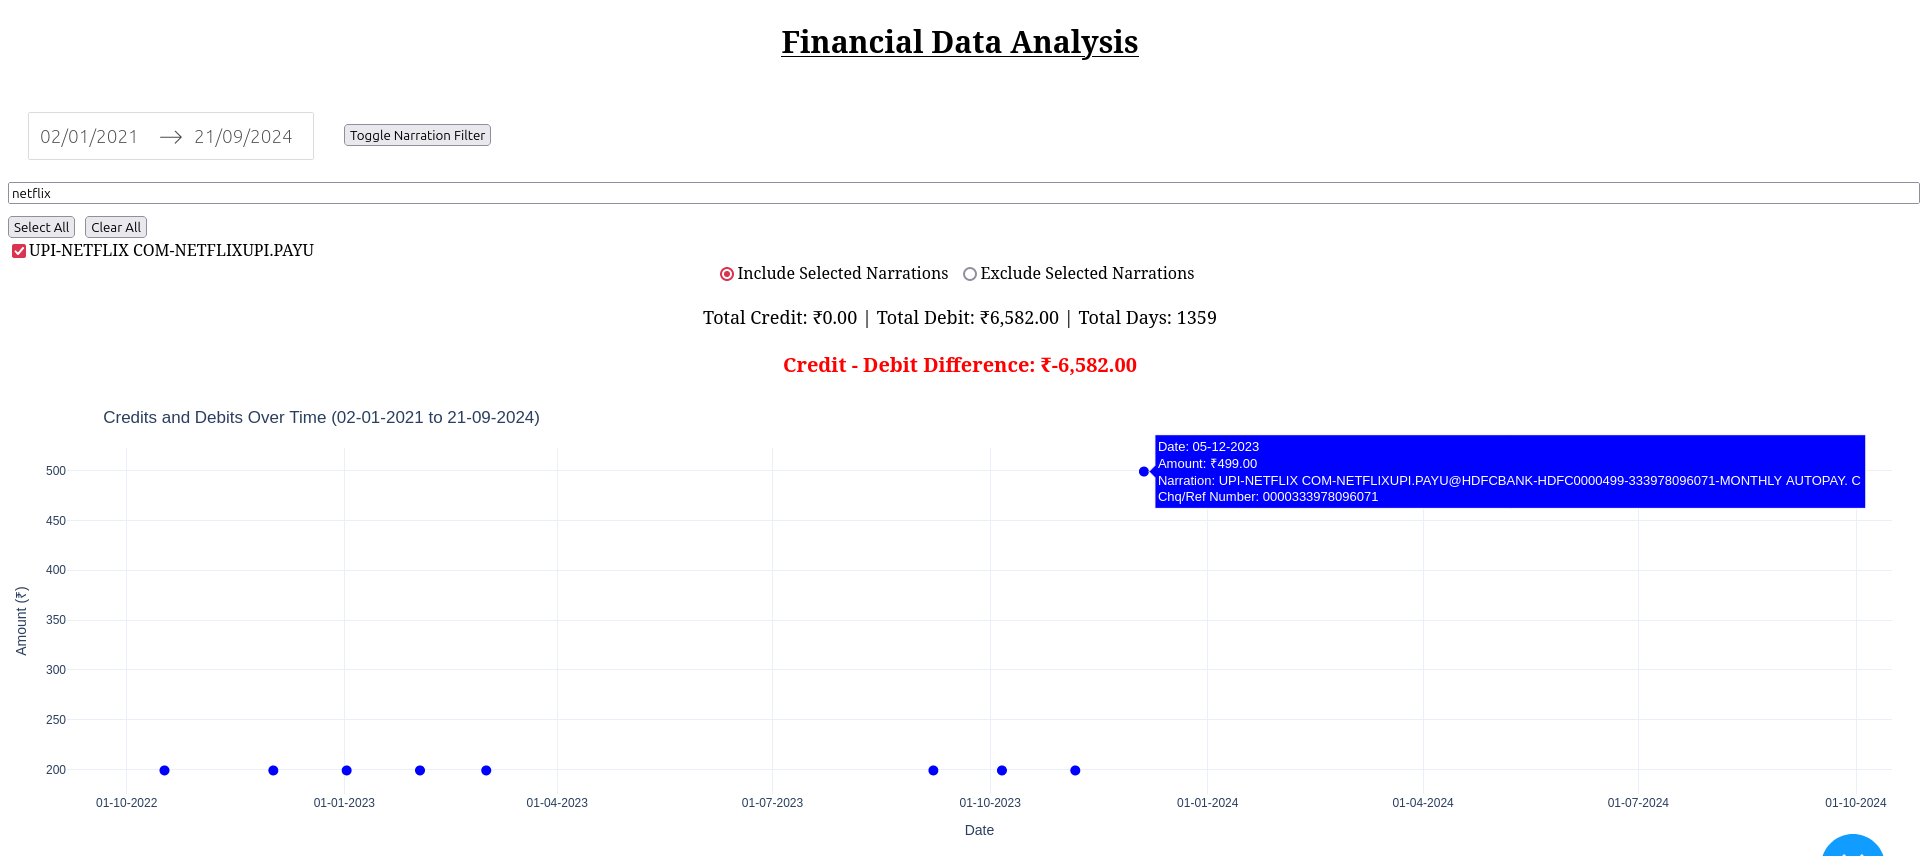 Financial Data Analysis
02/01/2021 → 21/09/2024
Toggle Narration Filter
netflix
Select All
Clear All
UPI-NETFLIX COM-NETFLIXUPI.PAYU
Include Selected Narrations
Exclude Selected Narrations
Total Credit: ₹0.00 | Total Debit: ₹6,582.00 | Total Days: 1359
Credit - Debit Difference: ₹-6,582.00
Credits and Debits Over Time (02-01-2021 to 21-09-2024)
Date: 05-12-2023
Amount: ₹499.00
Narration: UPI-NETFLIX COM-NETFLIXUPI.PAYU@HDFCBANK-HDFC0000499-333978096071-MONTHLY AUTOPAY. C
Chq/Ref Number: 0000333978096071
500
450
400
350
300
250
200
Amount (₹)
01-10-2022
01-01-2023
01-04-2023
01-07-2023
01-10-2023
01-01-2024
01-04-2024
01-07-2024
01-10-2024
Date